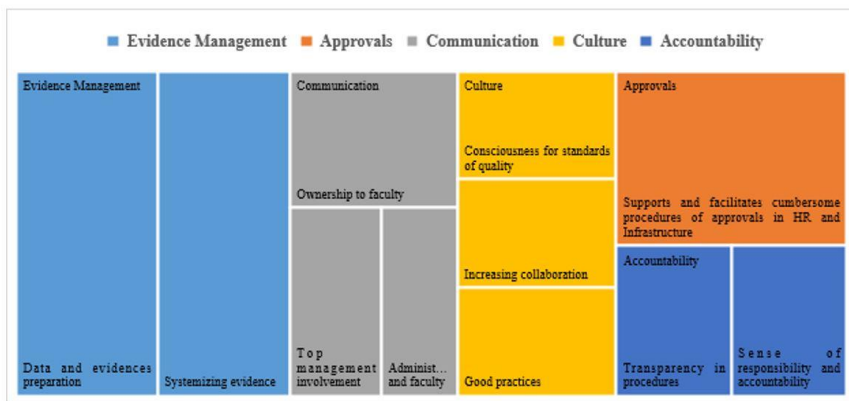 Evidence Management Approvals Communication Culture Accountability
Evidence Management
Data and evidences
preparation
Systemizing evidence
Communication
Ownership to faculty
Top
management
involvement
Administ...
and faculty
Culture
Consciousness for standards
of quality
Increasing collaboration
Good practices
Approvals
Supports and facilitates cumbersome
procedures of approvals in HR and
Infrastructure
Accountability
Transparency in
procedures
Sense of
responsibility and
accountability